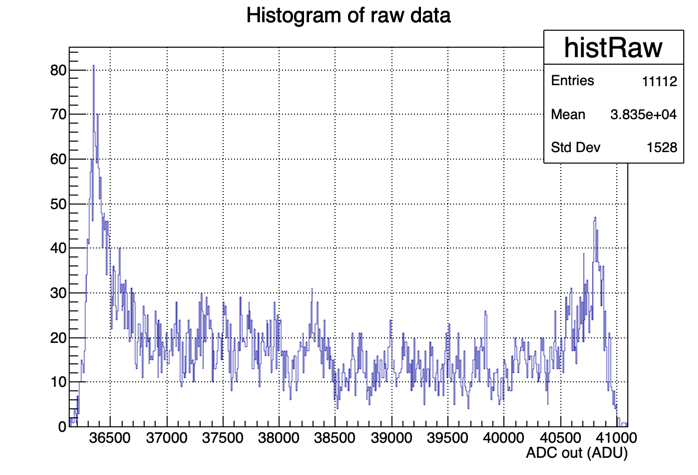 Histogram of raw data
histRaw
Entries 11112
Mean 3.835e+04
Std Dev 1528
80
70
60
50
40
30
20
10
0
36500 37000 37500 38000 38500 39000 39500 40000 40500 41000
ADC out (ADU)